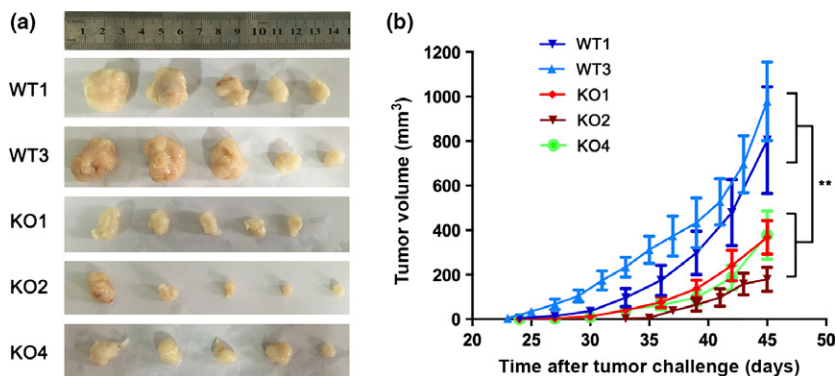 (a)
1 2 3 4 5 6 7 8 9 10 11 12 13 14
WT1
WT3
KO1
KO2
KO4
(b)
WT1
WT3
KO1
KO2
KO4
**
Tumor volume (mm³)
1200
1000
800
600
400
200
0
20 25 30 35 40 45 50
Time after tumor challenge (days)